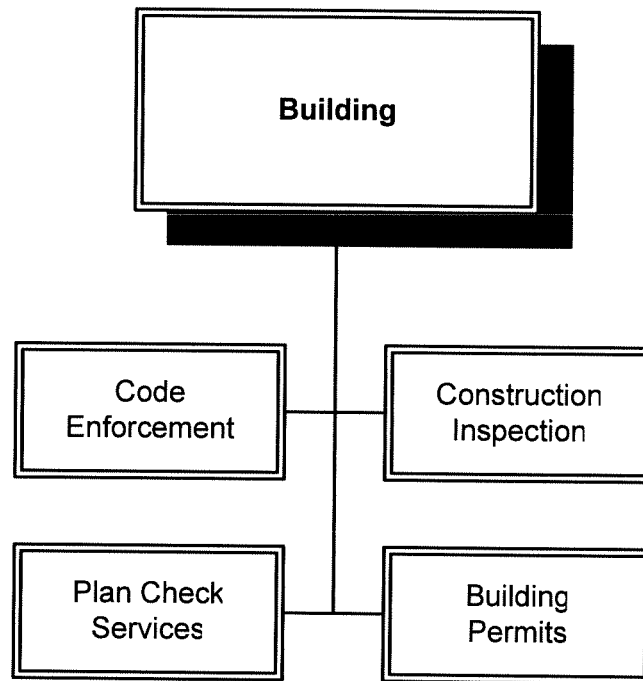 Building
Code
Enforcement
Construction
Inspection
Plan Check
Services
Building
Permits